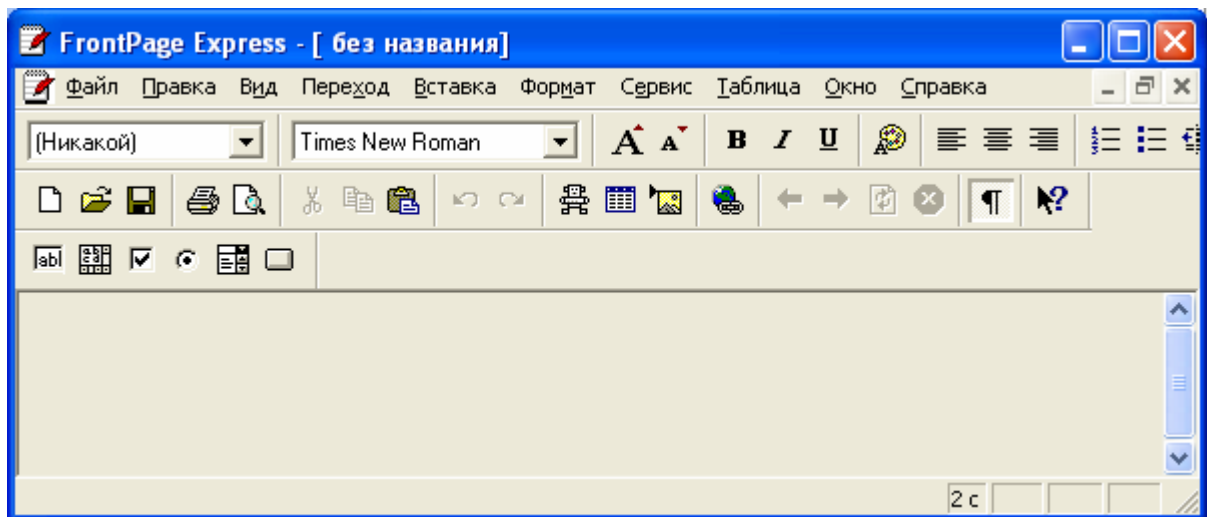 FrontPage Express - [ без названия]
Файл Правка Вид Переход Вставка Формат Сервис Таблица Окно Справка
(Никакой) Times New Roman A A B I U
¶ ?
abl
2 с